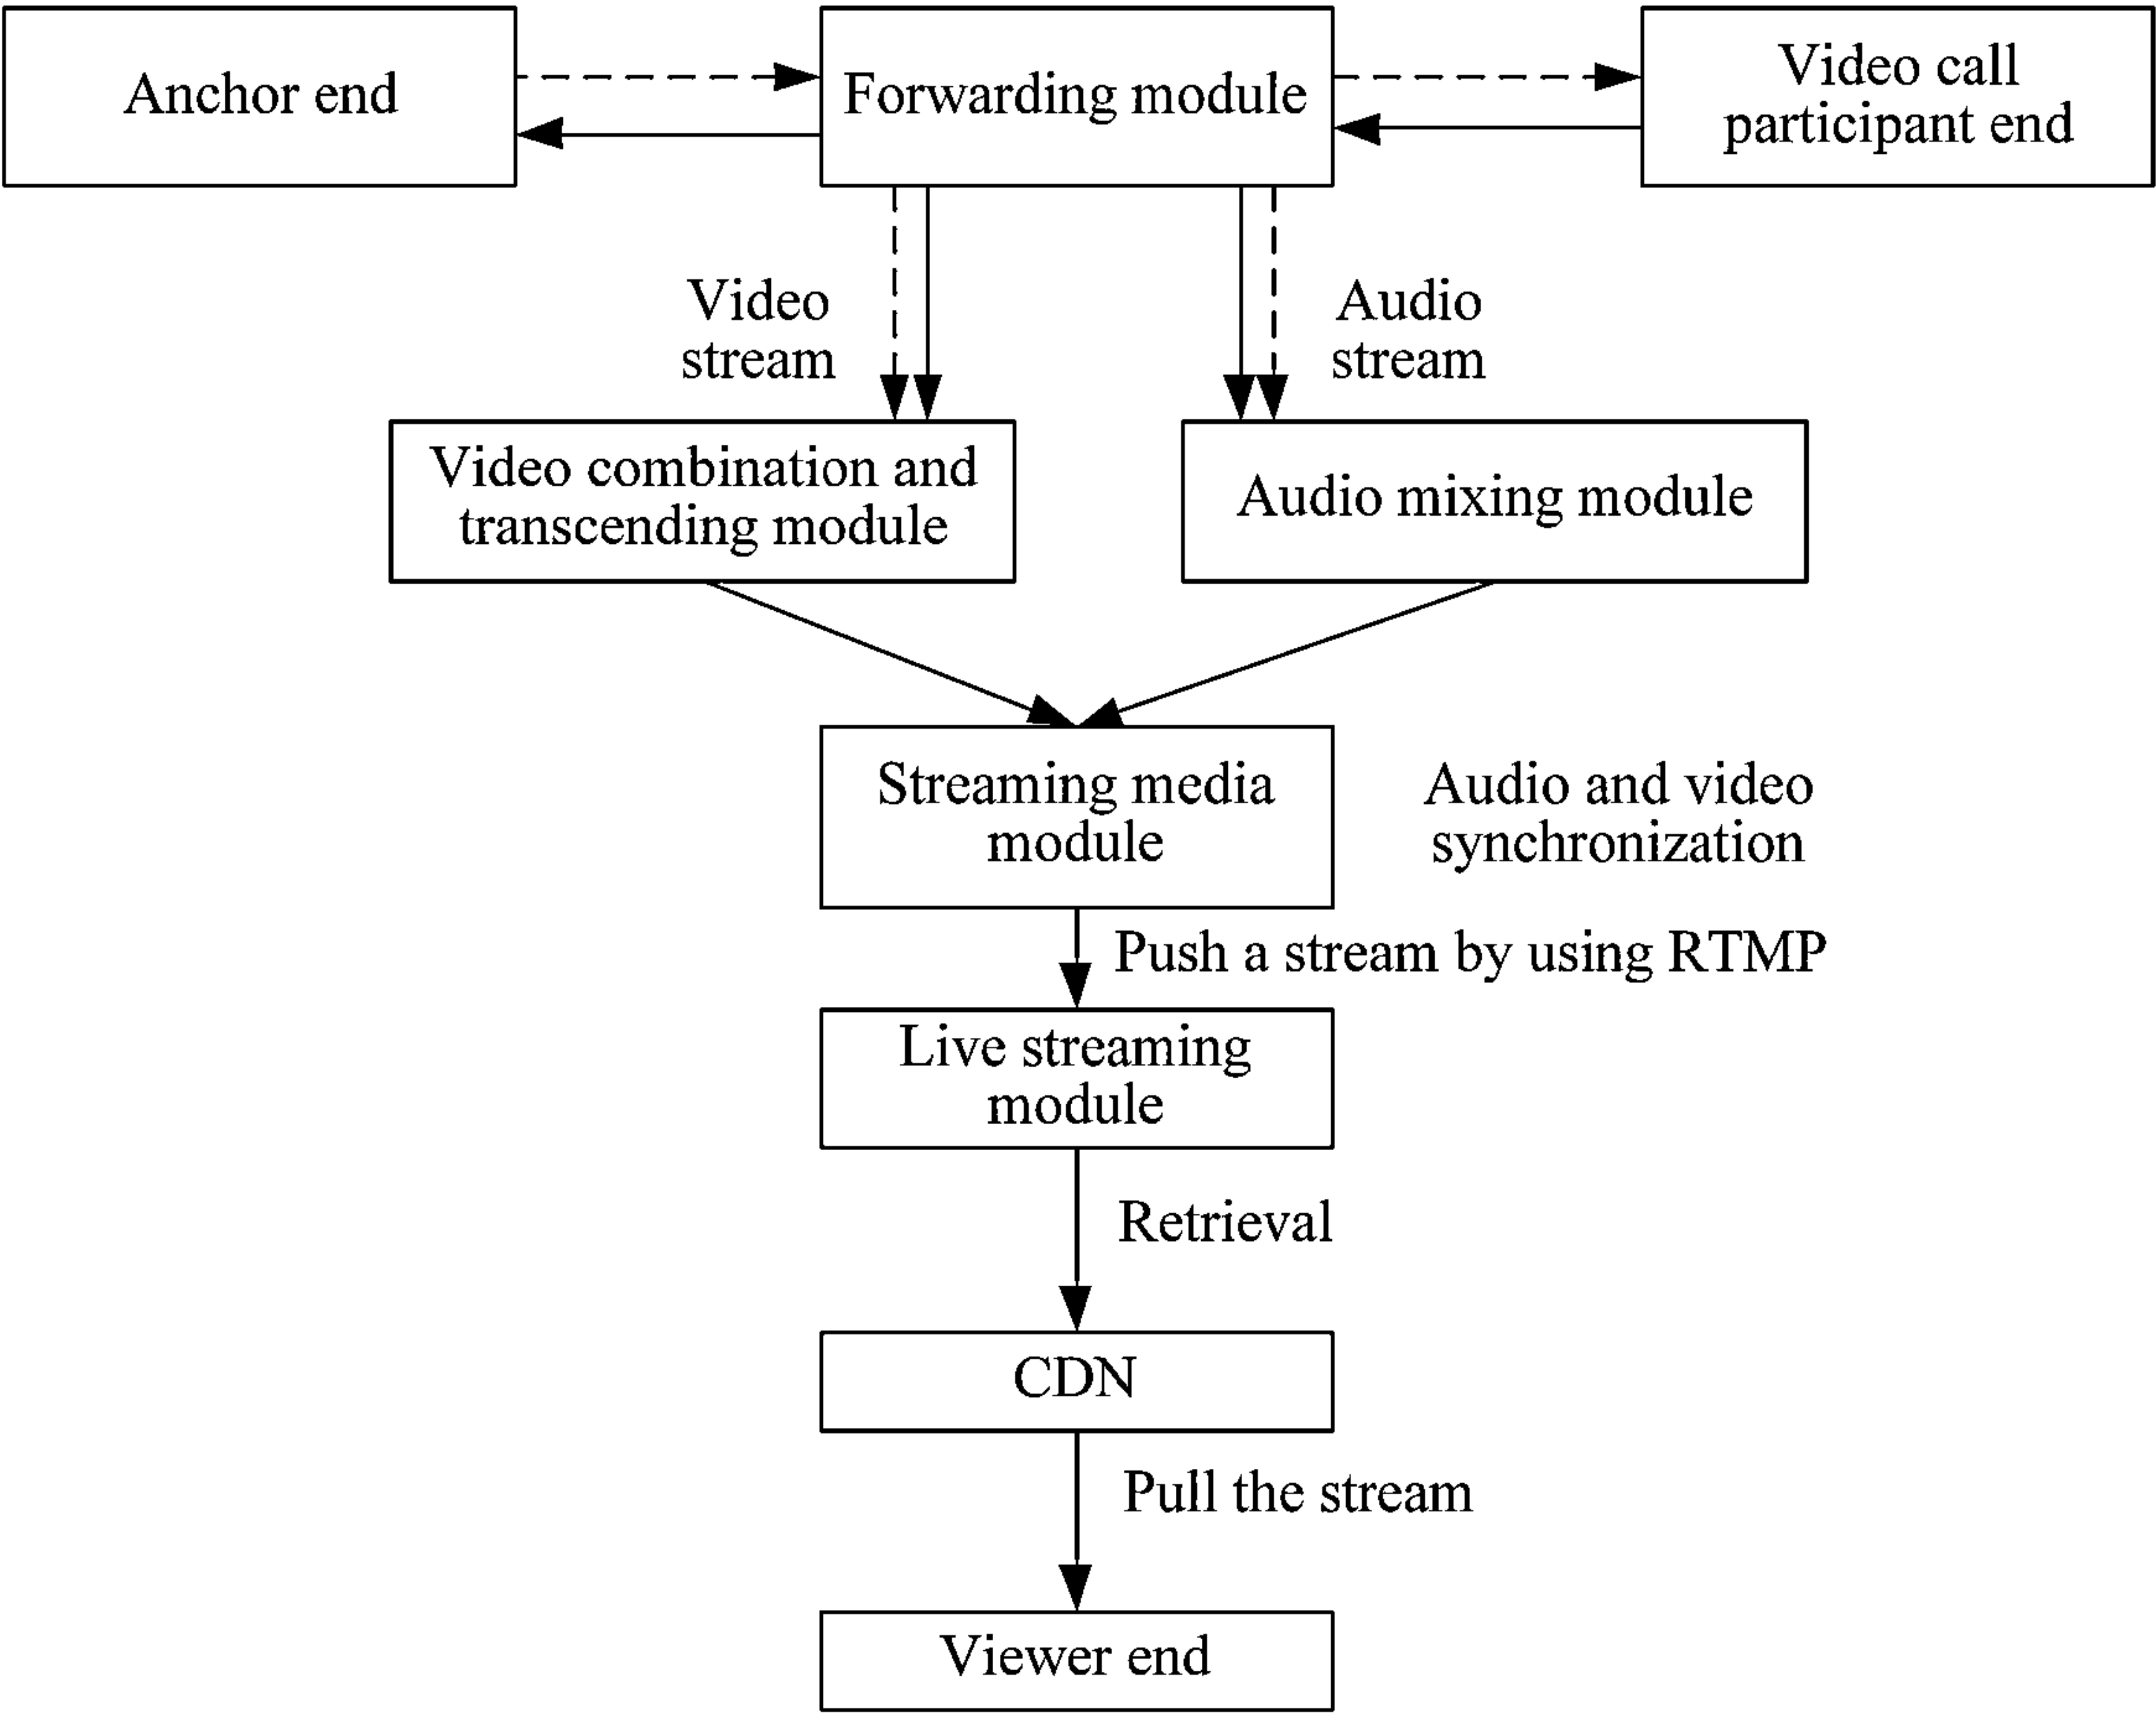 Anchor end
Forwarding module
Video call
participant end
Video
stream
Audio
stream
Video combination and
transcending module
Audio mixing module
Streaming media
module
Audio and video
synchronization
Push a stream by using RTMP
Live streaming
module
Retrieval
CDN
Pull the stream
Viewer end